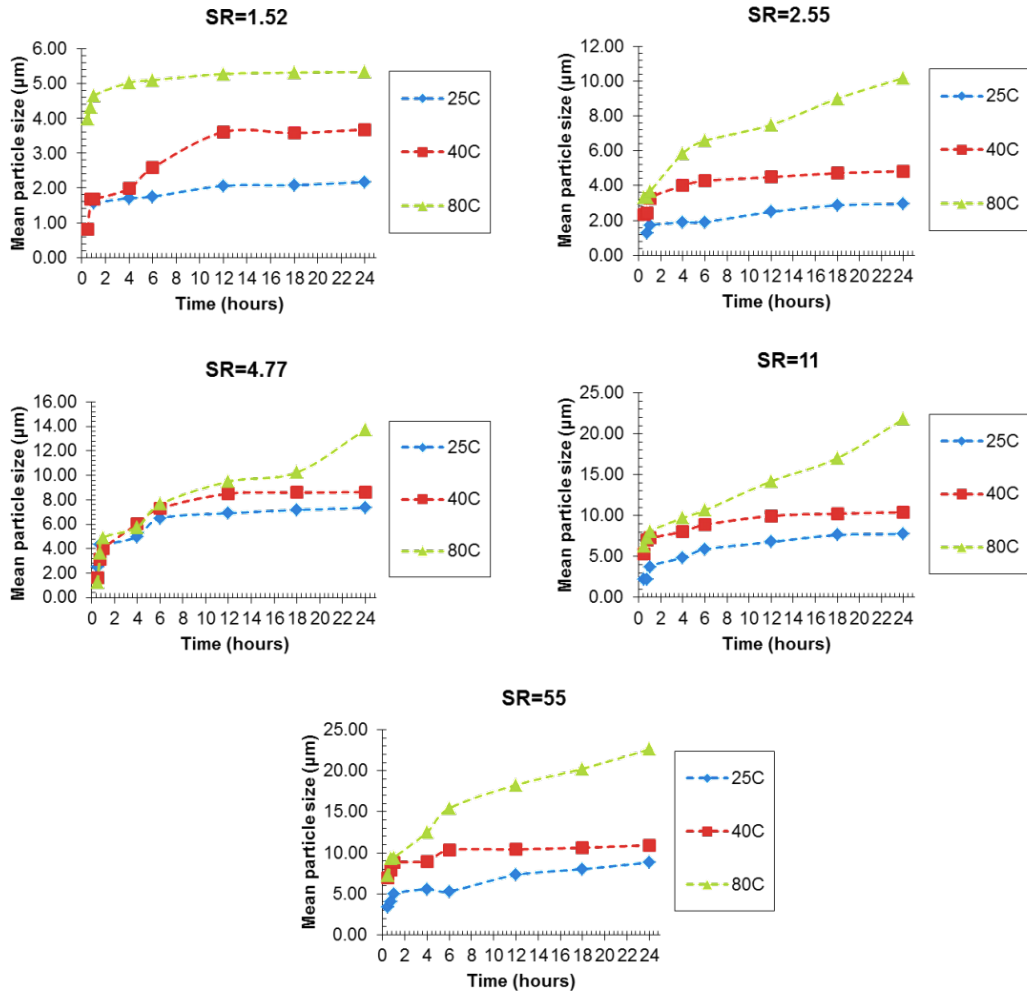 SR=1.52
Mean particle size (µm)
6.00
5.00
4.00
3.00
2.00
1.00
0.00
0 2 4 6 8 10 12 14 16 18 20 22 24
Time (hours)
25C
40C
80C
SR=2.55
Mean particle size (µm)
12.00
10.00
8.00
6.00
4.00
2.00
0.00
0 2 4 6 8 10 12 14 16 18 20 22 24
Time (hours)
25C
40C
80C
SR=4.77
Mean particle size (µm)
16.00
14.00
12.00
10.00
8.00
6.00
4.00
2.00
0.00
0 2 4 6 8 10 12 14 16 18 20 22 24
Time (hours)
25C
40C
80C
SR=11
Mean particle size (µm)
25.00
20.00
15.00
10.00
5.00
0.00
0 2 4 6 8 10 12 14 16 18 20 22 24
Time (hours)
25C
40C
80C
SR=55
Mean particle size (µm)
25.00
20.00
15.00
10.00
5.00
0.00
0 2 4 6 8 10 12 14 16 18 20 22 24
Time (hours)
25C
40C
80C